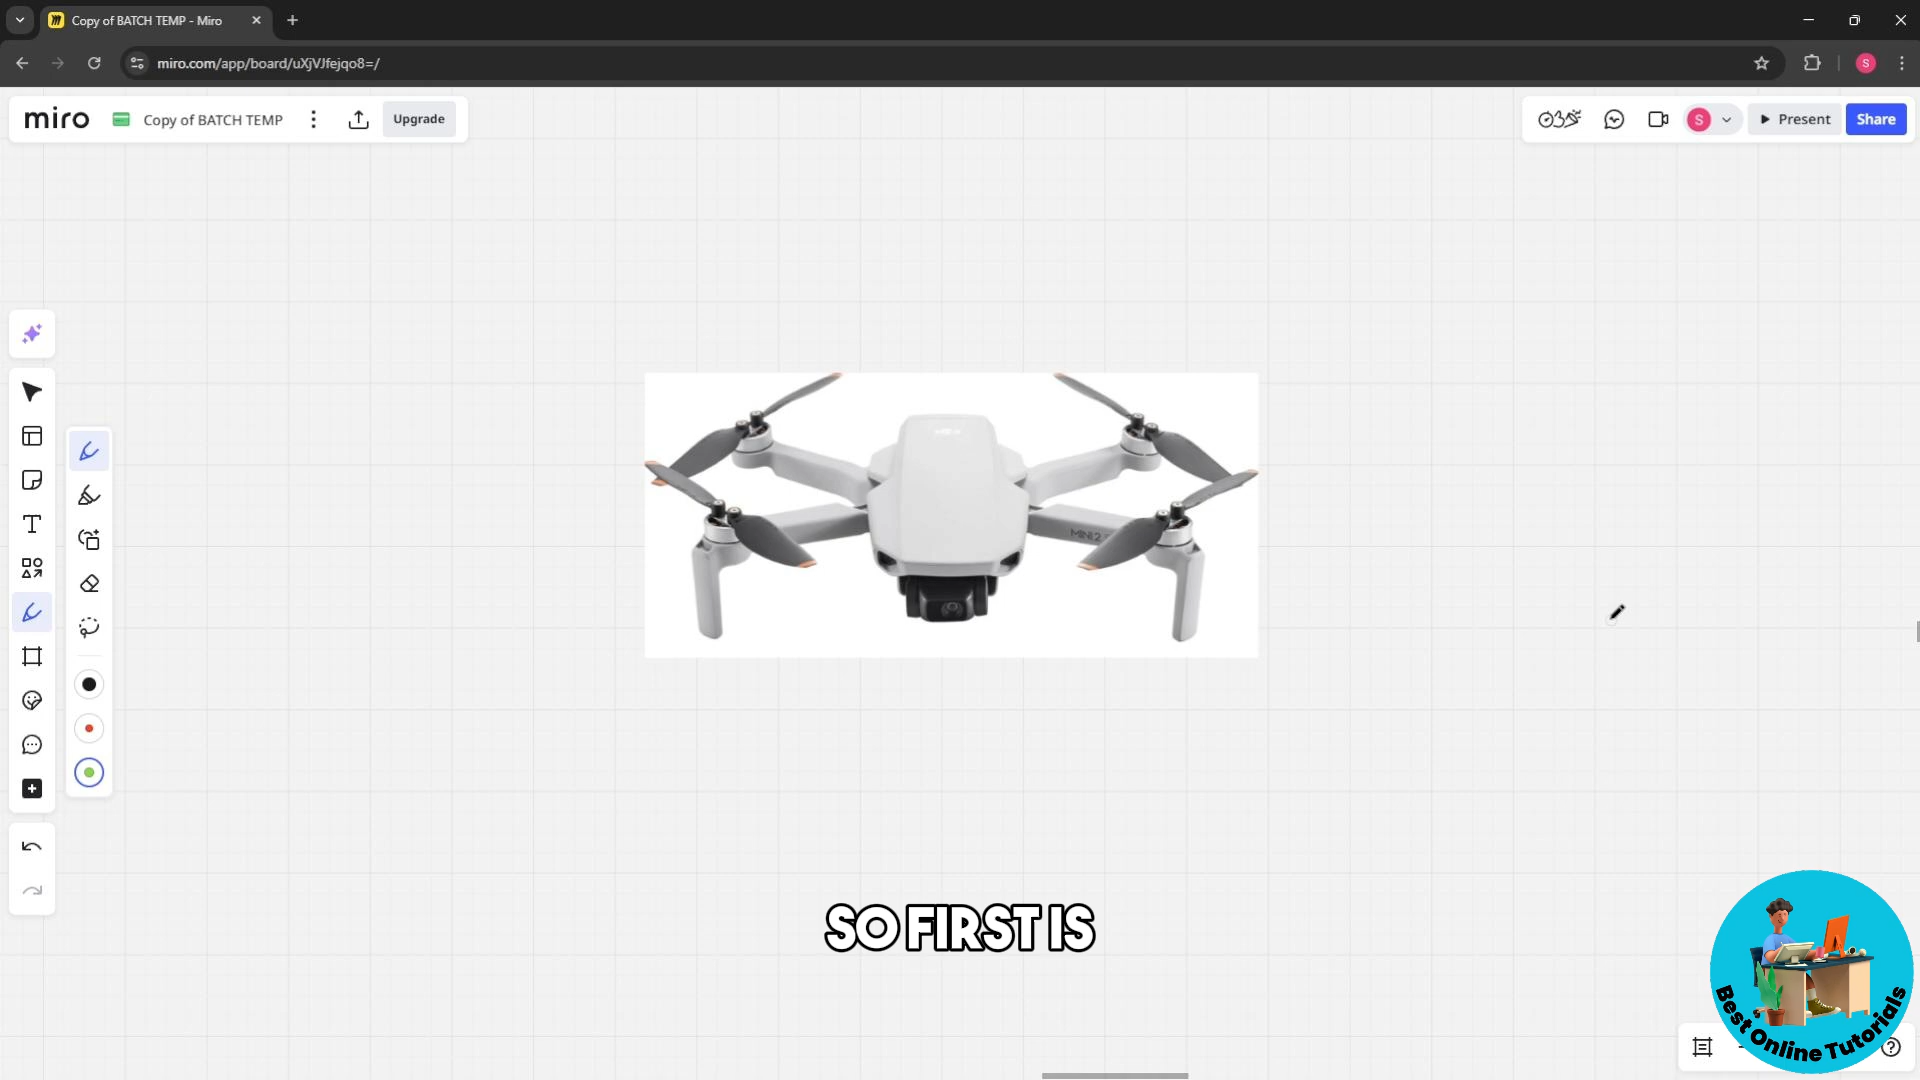 Copy of BATCH TEMP - Miro
miro.com/app/board/uXjVJfejqo8=/
S
miro
Copy of BATCH TEMP
Upgrade
S
Present
Share
MINI 2
SO FIRST IS
Best Online Tutorials